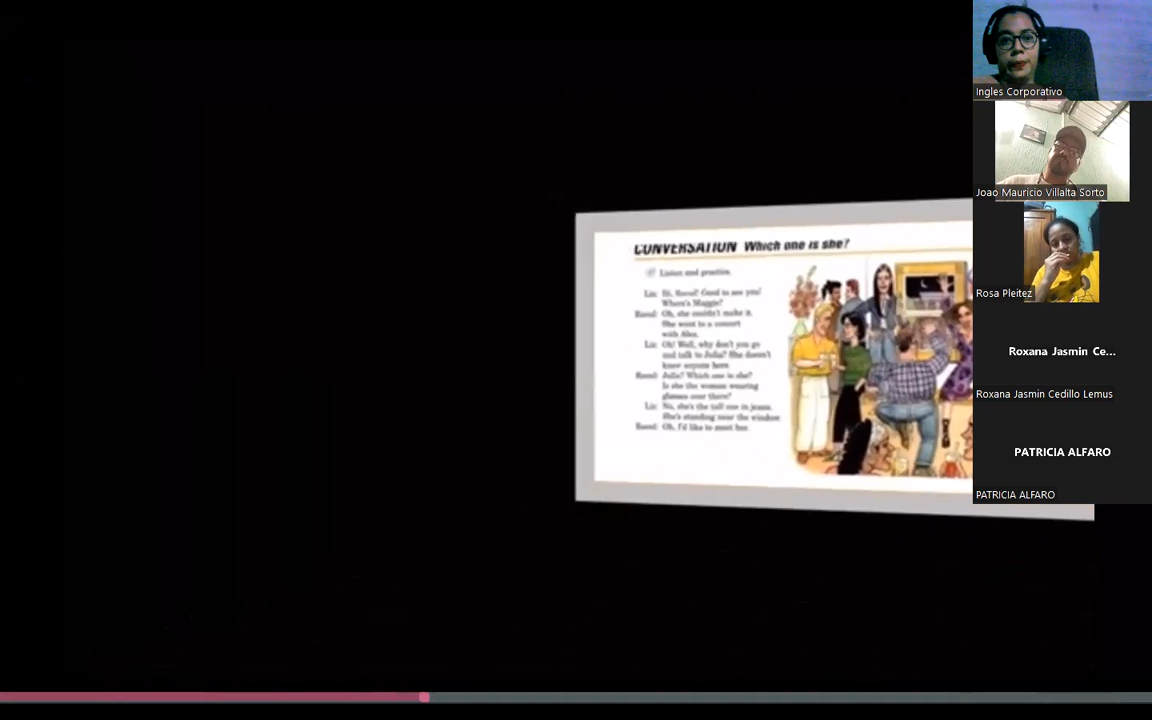 CONVERSATION Which one is she?
Listen and practice.
Liz: Hi, Raoul! Good to see you!
Where's Maggie?
Raoul: Oh, she couldn't make it.
She went to a concert
with Alex.
Liz: Oh! Well, why don't you go
and talk to Julia? She doesn't
know anyone here.
Raoul: Julia? Which one is she?
Is she the woman wearing
glasses over there?
Liz: No, she's the tall one in jeans.
She's standing near the window.
Raoul: Oh, I'd like to meet her.
Ingles Corporativo
Joao Mauricio Villalta Sorto
Rosa Pleitez
Roxana Jasmin Ce...
Roxana Jasmin Cedillo Lemus
PATRICIA ALFARO
PATRICIA ALFARO